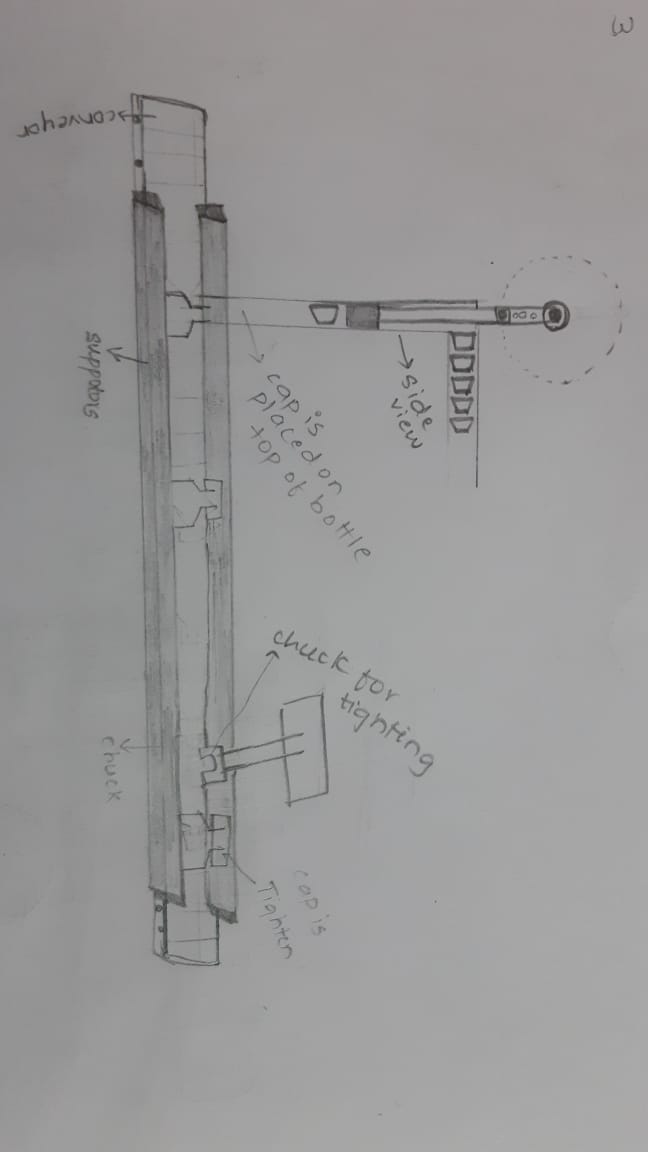 3
conveyor
supports
side
view
cap is
placed on
top of bottle
chuck for
tighting
chuck
cap is
Tighten